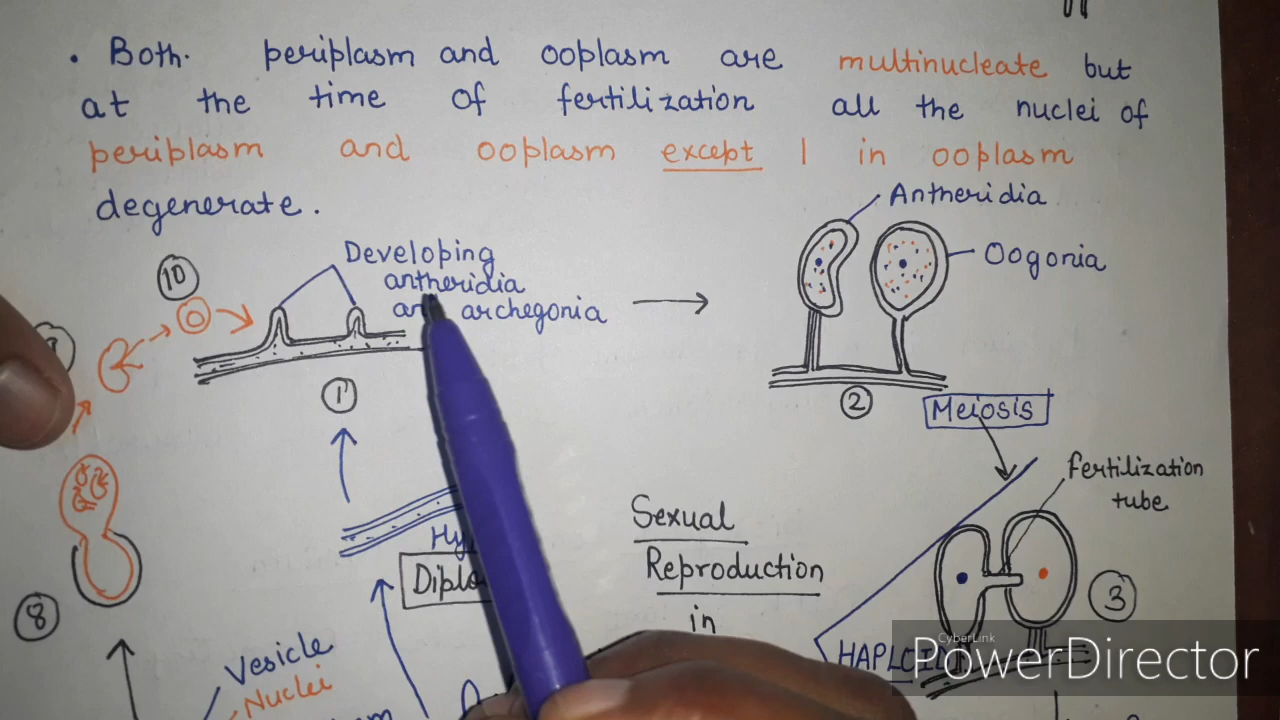 • Both periplasm and ooplasm are multinucleate but
at the time of fertilization all the nuclei of
periplasm and ooplasm except 1 in ooplasm
degenerate.
Antheridia
Developing
antheridia
archegonia
Oogonia
10
1
2
Meiosis
Fertilization
tube
Sexual
Reproduction
in
3
8
Vesicle
Nuclei
CyberLink
PowerDirector